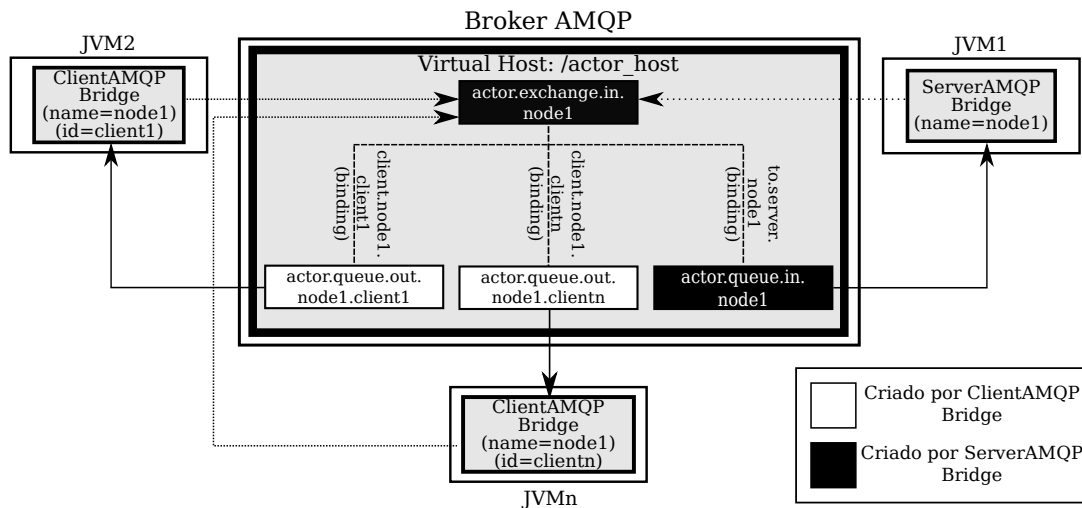 Broker AMQP
JVM2
JVM1
Virtual Host: /actor_host
ClientAMQP
Bridge
(name=node1)
(id=client1)
actor.exchange.in.
node1
ServerAMQP
Bridge
(name=node1)
client.node1.
client1
(binding)
client.node1.
clientn
(binding)
to.server.
node1
(binding)
actor.queue.out.
node1.client1
actor.queue.out.
node1.clientn
actor.queue.in.
node1
ClientAMQP
Bridge
(name=node1)
(id=clientn)
JVMn
Criado por ClientAMQP
Bridge
Criado por ServerAMQP
Bridge